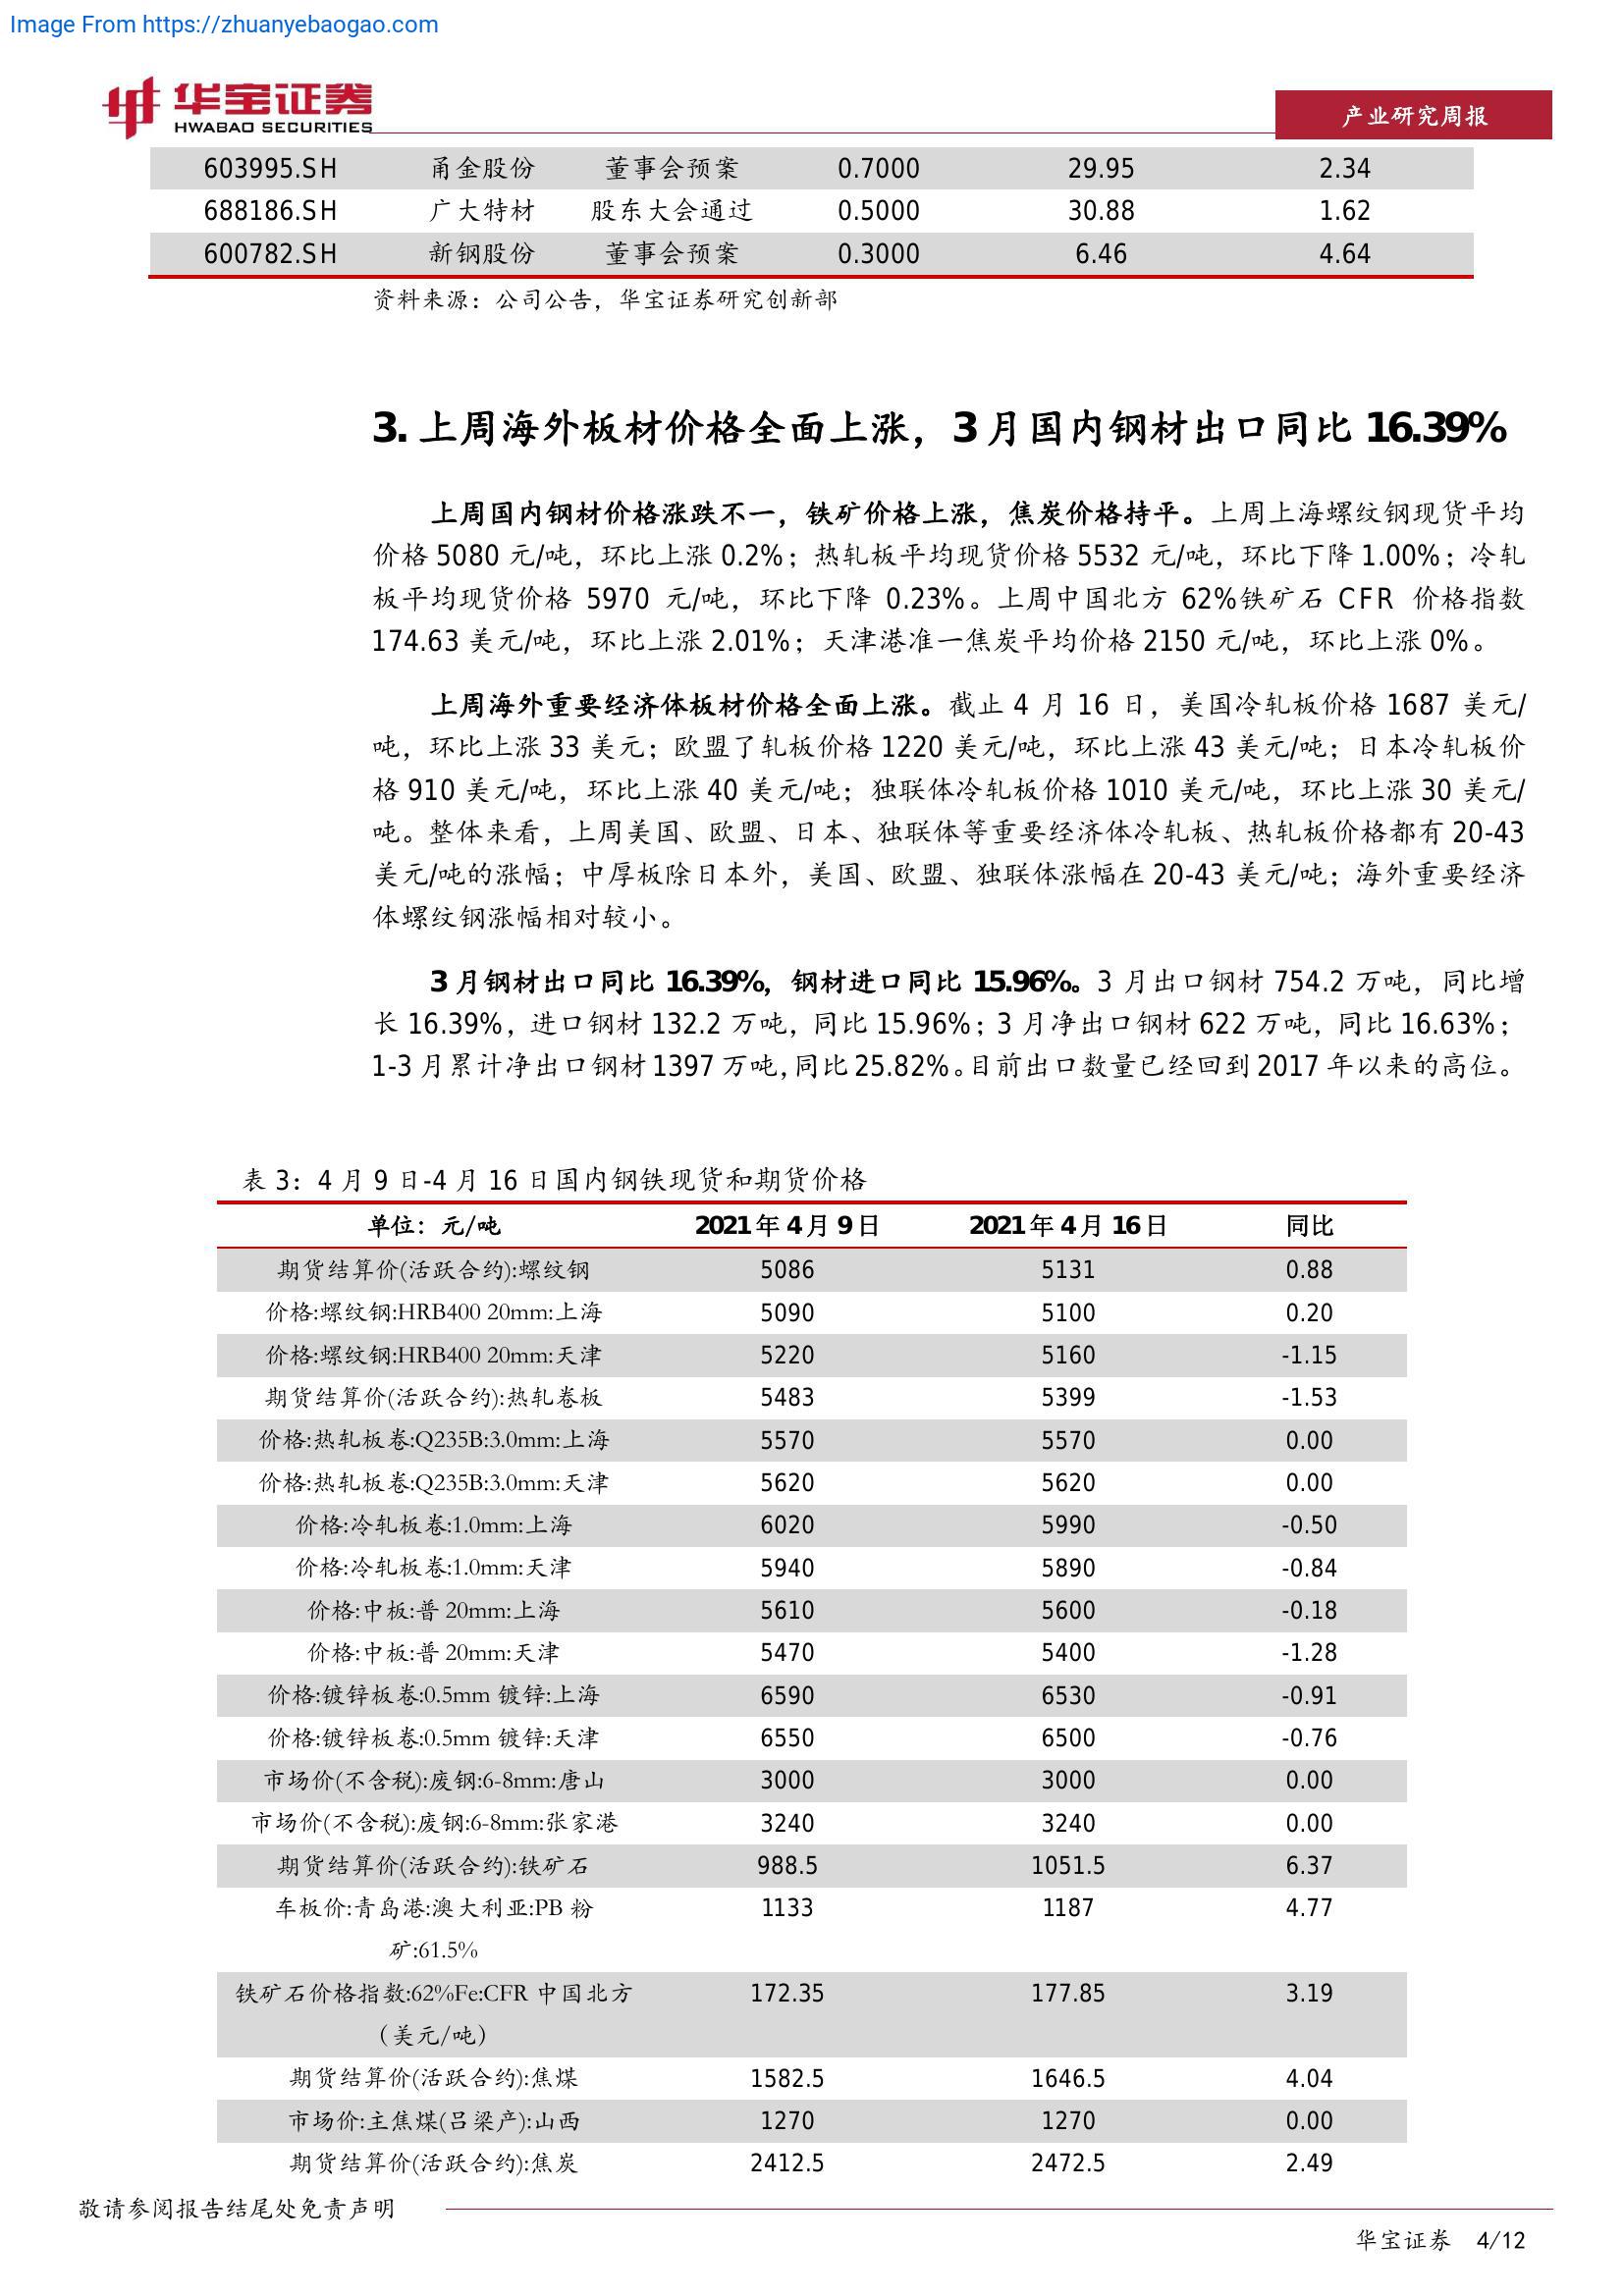 Image From https://zhuanyebaogao.com
华宝证券
HWABAO SECURITIES
产业研究周报
603995.SH 甬金股份 董事会预案 0.7000 29.95 2.34
688186.SH 广大特材 股东大会通过 0.5000 30.88 1.62
600782.SH 新钢股份 董事会预案 0.3000 6.46 4.64
资料来源：公司公告，华宝证券研究创新部
3. 上周海外板材价格全面上涨，3 月国内钢材出口同比 16.39%
上周国内钢材价格涨跌不一，铁矿价格上涨，焦炭价格持平。上周上海螺纹钢现货平均
价格 5080 元/吨，环比上涨 0.2%；热轧板平均现货价格 5532 元/吨，环比下降 1.00%；冷轧
板平均现货价格 5970 元/吨，环比下降 0.23%。上周中国北方 62%铁矿石 CFR 价格指数
174.63 美元/吨，环比上涨 2.01%；天津港准一焦炭平均价格 2150 元/吨，环比上涨 0%。
上周海外重要经济体板材价格全面上涨。截止 4 月 16 日，美国冷轧板价格 1687 美元/
吨，环比上涨 33 美元；欧盟了轧板价格 1220 美元/吨，环比上涨 43 美元/吨；日本冷轧板价
格 910 美元/吨，环比上涨 40 美元/吨；独联体冷轧板价格 1010 美元/吨，环比上涨 30 美元/
吨。整体来看，上周美国、欧盟、日本、独联体等重要经济体冷轧板、热轧板价格都有 20-43
美元/吨的涨幅；中厚板除日本外，美国、欧盟、独联体涨幅在 20-43 美元/吨；海外重要经济
体螺纹钢涨幅相对较小。
3 月钢材出口同比 16.39%，钢材进口同比 15.96%。3 月出口钢材 754.2 万吨，同比增
长 16.39%，进口钢材 132.2 万吨，同比 15.96%；3 月净出口钢材 622 万吨，同比 16.63%；
1-3 月累计净出口钢材 1397 万吨，同比 25.82%。目前出口数量已经回到 2017 年以来的高位。
表 3：4 月 9 日-4 月 16 日国内钢铁现货和期货价格
单位：元/吨 2021 年 4 月 9 日 2021 年 4 月 16 日 同比
期货结算价(活跃合约):螺纹钢 5086 5131 0.88
价格:螺纹钢:HRB400 20mm:上海 5090 5100 0.20
价格:螺纹钢:HRB400 20mm:天津 5220 5160 -1.15
期货结算价(活跃合约):热轧卷板 5483 5399 -1.53
价格:热轧板卷:Q235B:3.0mm:上海 5570 5570 0.00
价格:热轧板卷:Q235B:3.0mm:天津 5620 5620 0.00
价格:冷轧板卷:1.0mm:上海 6020 5990 -0.50
价格:冷轧板卷:1.0mm:天津 5940 5890 -0.84
价格:中板:普 20mm:上海 5610 5600 -0.18
价格:中板:普 20mm:天津 5470 5400 -1.28
价格:镀锌板卷:0.5mm 镀锌:上海 6590 6530 -0.91
价格:镀锌板卷:0.5mm 镀锌:天津 6550 6500 -0.76
市场价(不含税):废钢:6-8mm:唐山 3000 3000 0.00
市场价(不含税):废钢:6-8mm:张家港 3240 3240 0.00
期货结算价(活跃合约):铁矿石 988.5 1051.5 6.37
车板价:青岛港:澳大利亚:PB 粉 1133 1187 4.77
矿:61.5%
铁矿石价格指数:62%Fe:CFR 中国北方 172.35 177.85 3.19
（美元/吨）
期货结算价(活跃合约):焦煤 1582.5 1646.5 4.04
市场价:主焦煤(吕梁产):山西 1270 1270 0.00
期货结算价(活跃合约):焦炭 2412.5 2472.5 2.49
敬请参阅报告结尾处免责声明
华宝证券 4/12